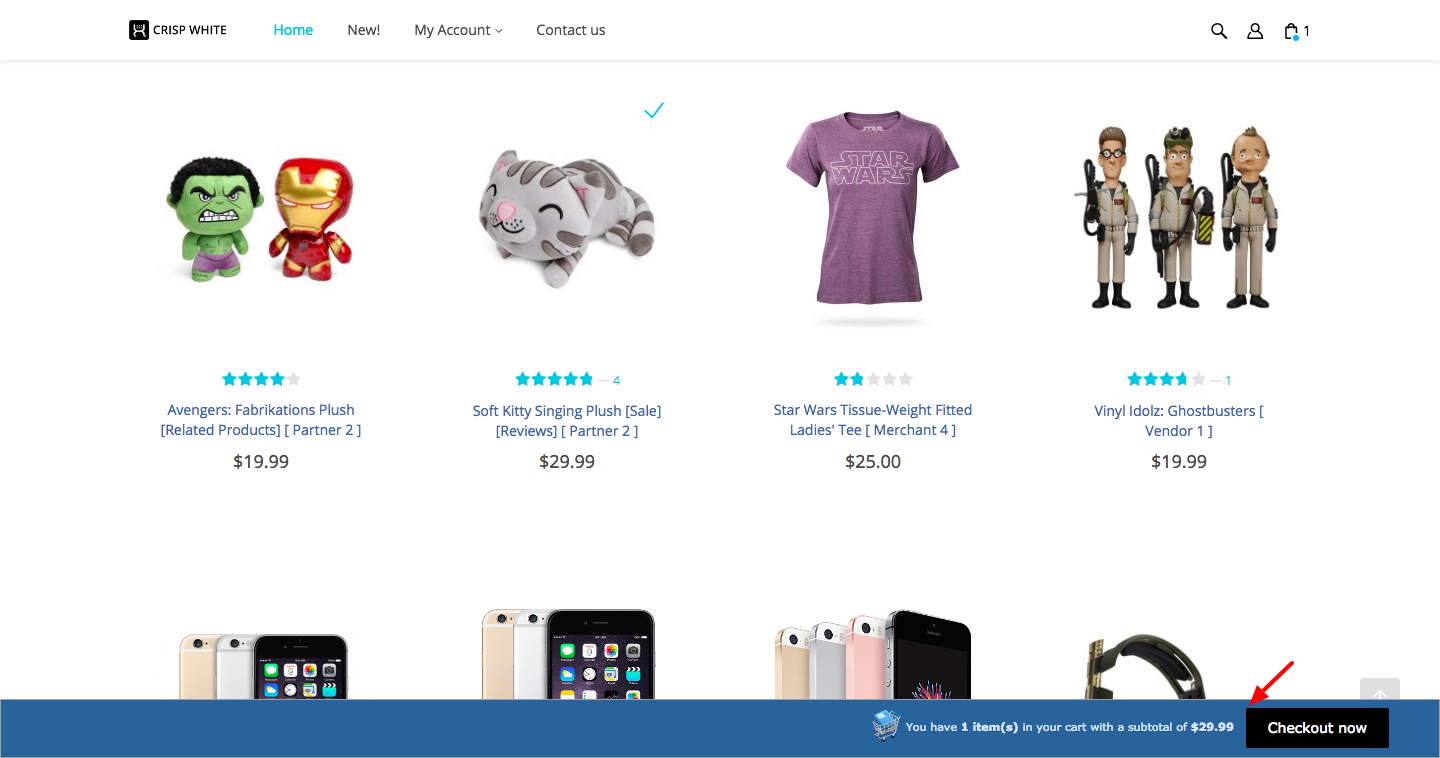 CRISP WHITE
Home
New!
My Account
Contact us
1
STAR
STAR
WARS
— 4
— 1
Avengers: Fabrikations Plush
[Related Products] [ Partner 2 ]
$19.99
Soft Kitty Singing Plush [Sale]
[Reviews] [ Partner 2 ]
$29.99
Star Wars Tissue-Weight Fitted
Ladies' Tee [ Merchant 4 ]
$25.00
Vinyl Idolz: Ghostbusters [
Vendor 1 ]
$19.99
You have 1 item(s) in your cart with a subtotal of $29.99
Checkout now